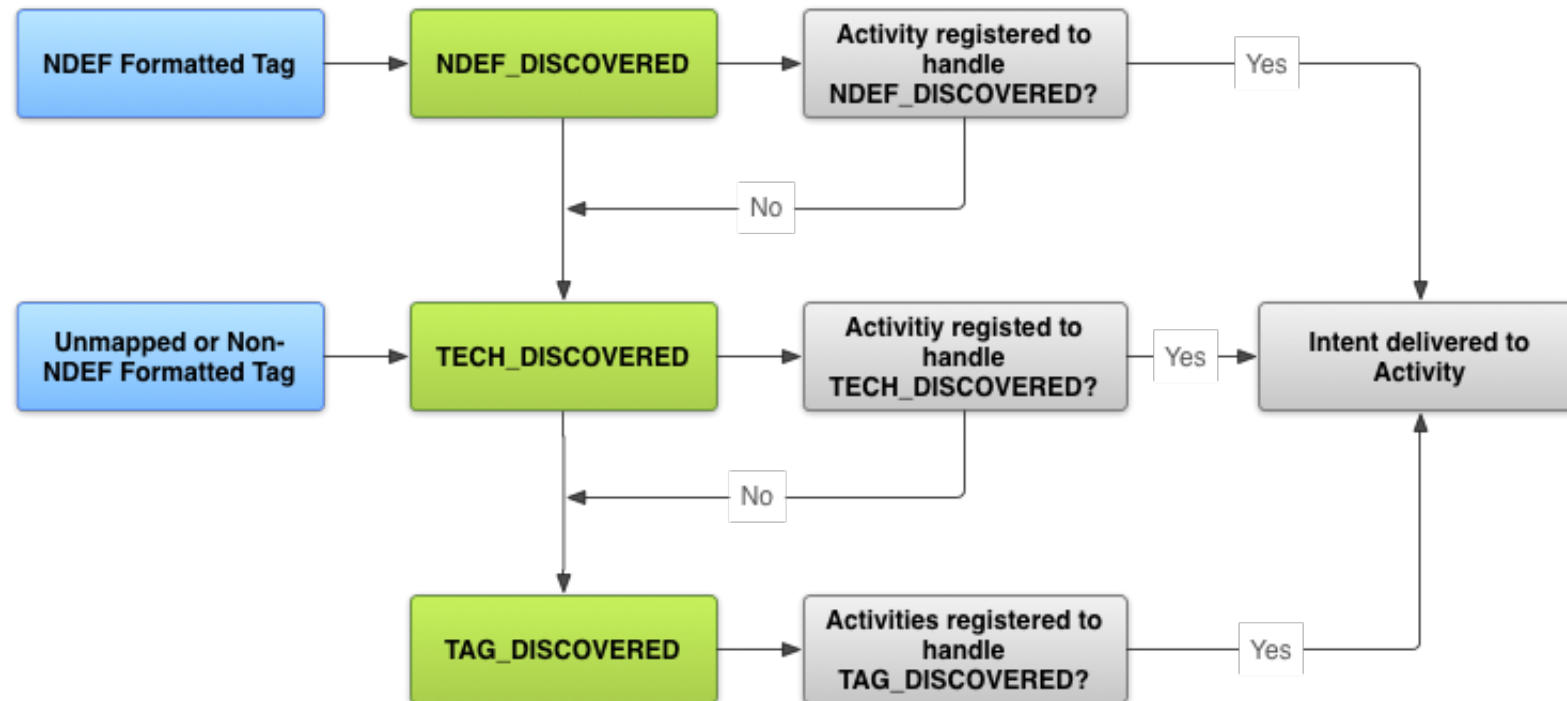 NDEF Formatted Tag
NDEF_DISCOVERED
Activity registered to
handle
NDEF_DISCOVERED?
Yes
No
Unmapped or Non-
NDEF Formatted Tag
TECH_DISCOVERED
Activitiy registed to
handle
TECH_DISCOVERED?
Yes
Intent delivered to
Activity
No
TAG_DISCOVERED
Activities registered to
handle
TAG_DISCOVERED?
Yes